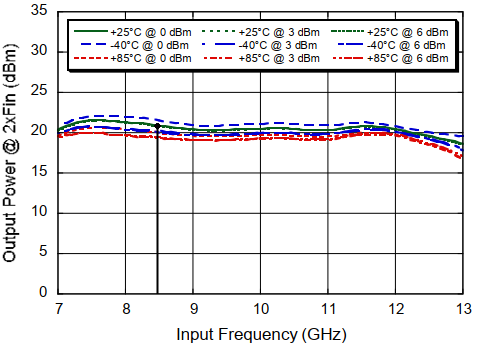 35
30
25
20
15
10
5
0
+25°C @ 0 dBm +25°C @ 3 dBm +25°C @ 6 dBm
-40°C @ 0 dBm -40°C @ 3 dBm -40°C @ 6 dBm
+85°C @ 0 dBm +85°C @ 3 dBm +85°C @ 6 dBm
Output Power @ 2xFin (dBm)
7 8 9 10 11 12 13
Input Frequency (GHz)